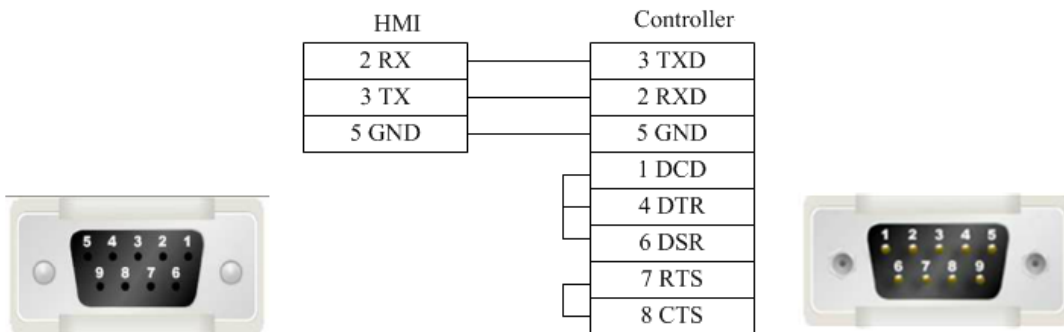 HMI
2 RX
3 TX
5 GND
Controller
3 TXD
2 RXD
5 GND
1 DCD
4 DTR
6 DSR
7 RTS
8 CTS
5 4 3 2 1
9 8 7 6
1 2 3 4 5
6 7 8 9